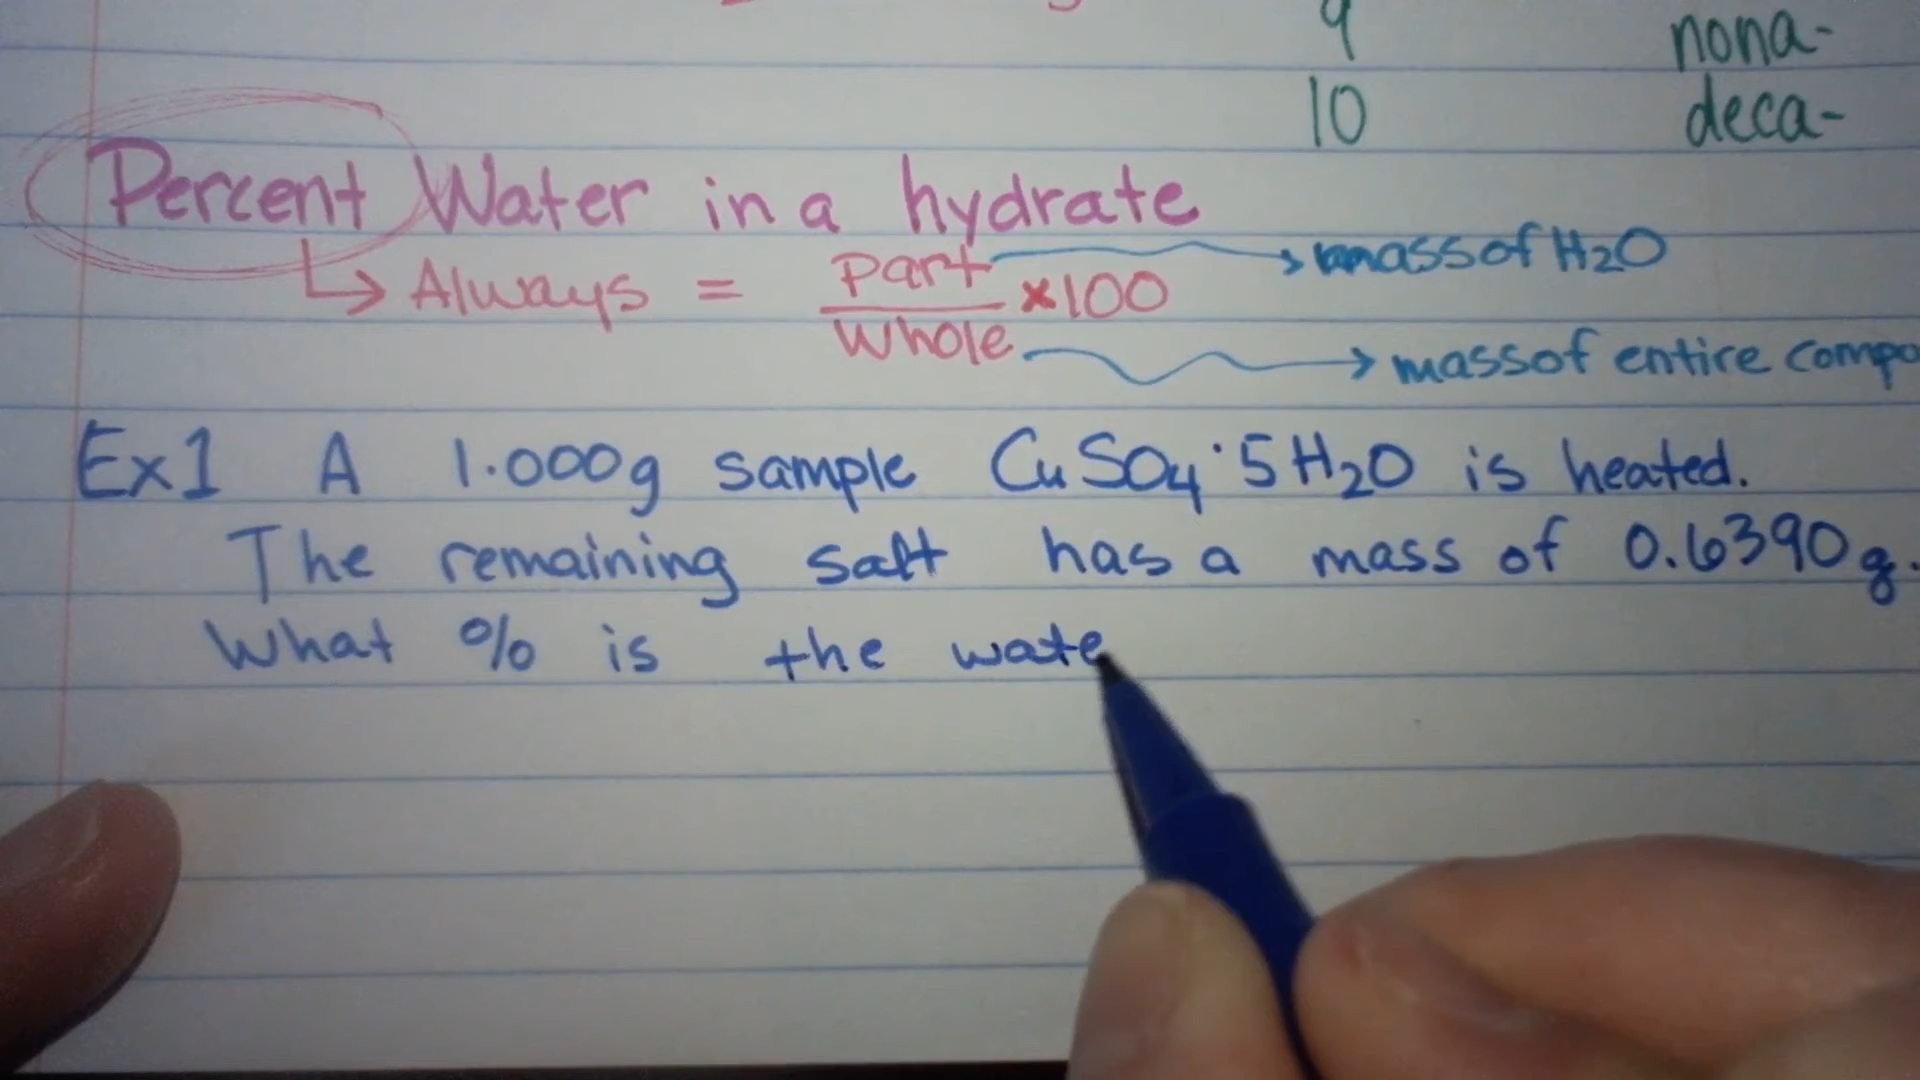 9 nona-
10 deca-
Percent Water in a hydrate
↳ Always = part/whole ×100
→ mass of H2O
→ mass of entire compo
Ex1 A 1.000g sample CuSO4·5H2O is heated.
The remaining salt has a mass of 0.6390g.
What % is the wate